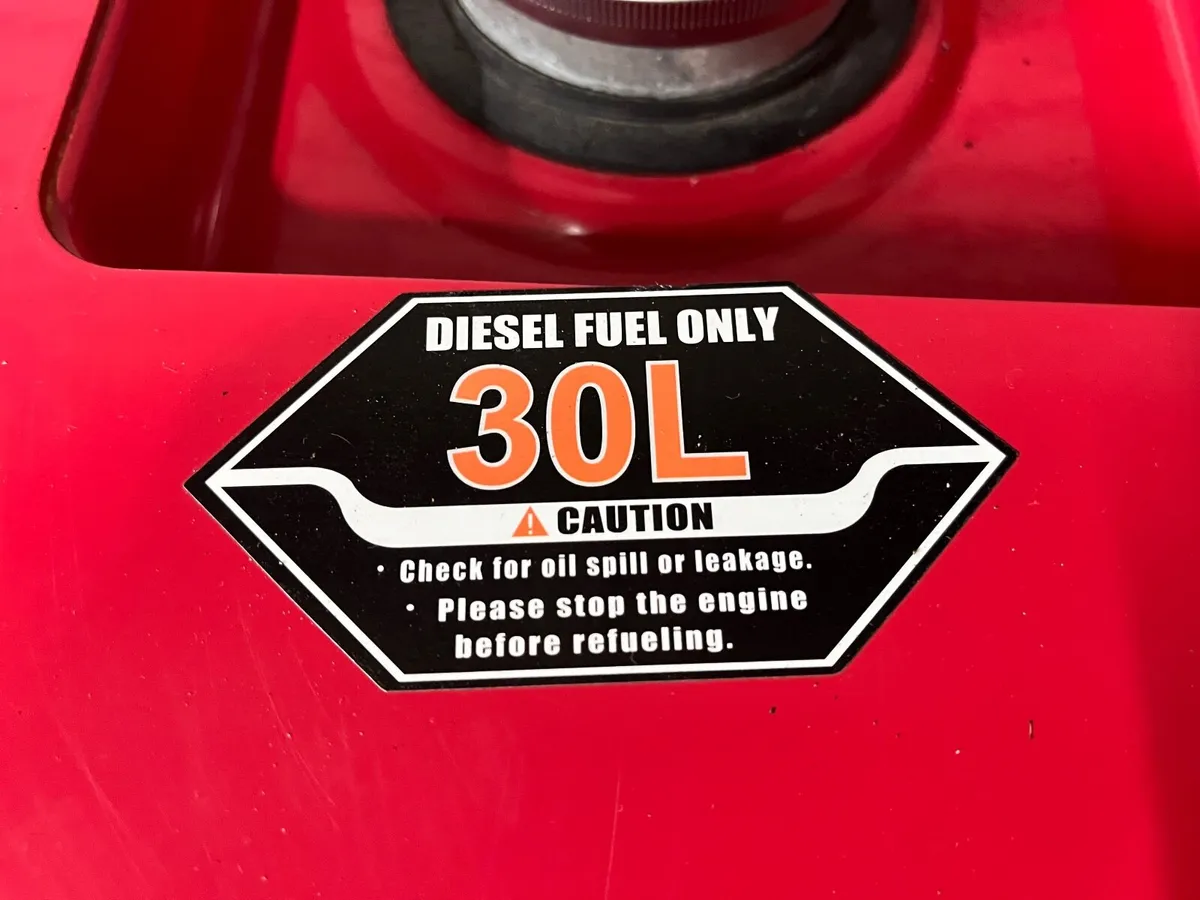 DIESEL FUEL ONLY
30L
CAUTION
• Check for oil spill or leakage.
• Please stop the engine
before refueling.